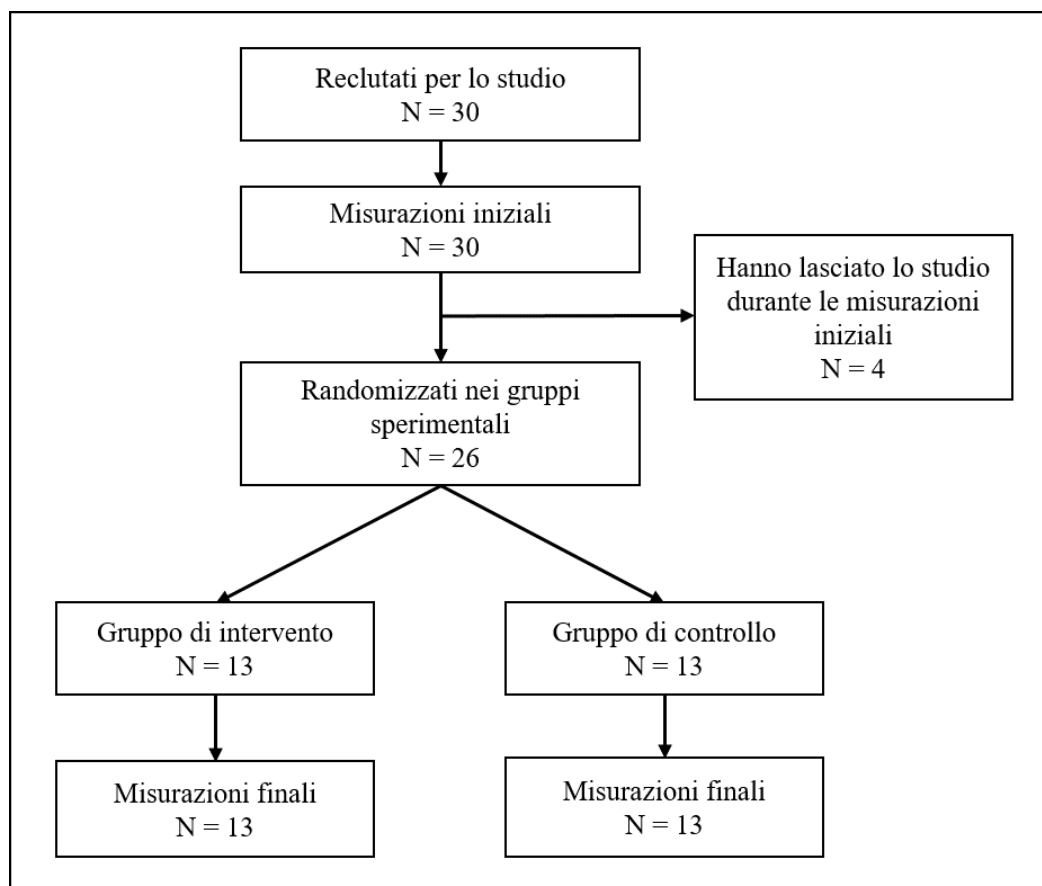 Reclutati per lo studio
N = 30
Misurazioni iniziali
N = 30
Hanno lasciato lo studio
durante le misurazioni
iniziali
N = 4
Randomizzati nei gruppi
sperimentali
N = 26
Gruppo di intervento
N = 13
Gruppo di controllo
N = 13
Misurazioni finali
N = 13
Misurazioni finali
N = 13